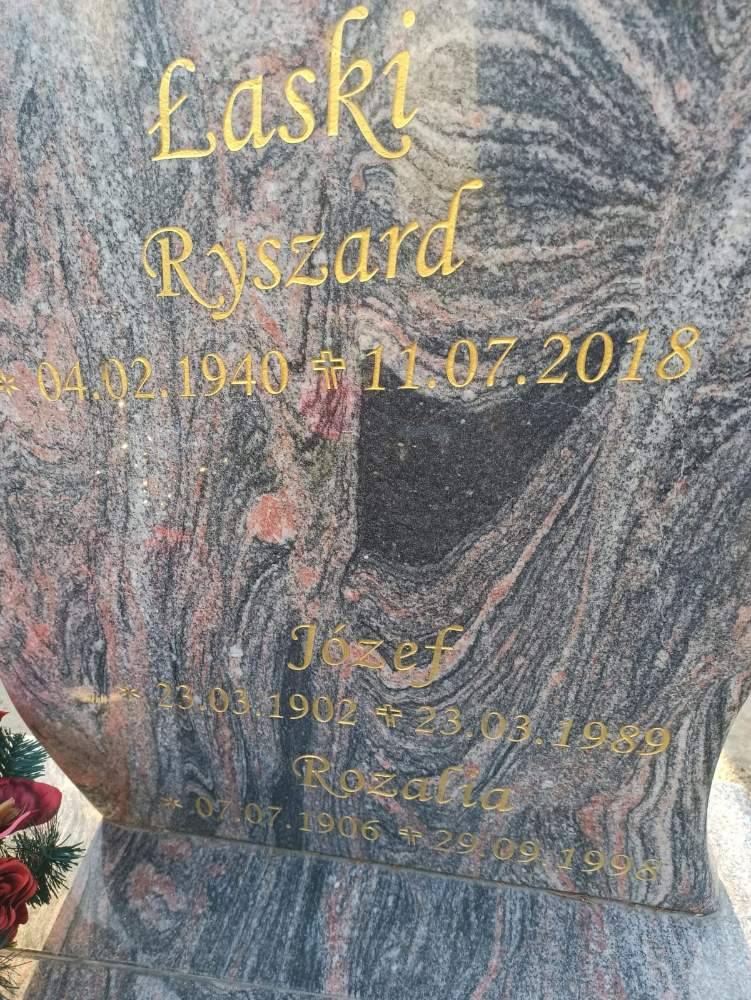 Łaski
Ryszard
* 04.02.1940 ✝ 11.07.2018
Józef
* 23.03.1902 ✝ 23.03.1989
Rozalia
* 07.07.1906 ✝ 29.09.1998